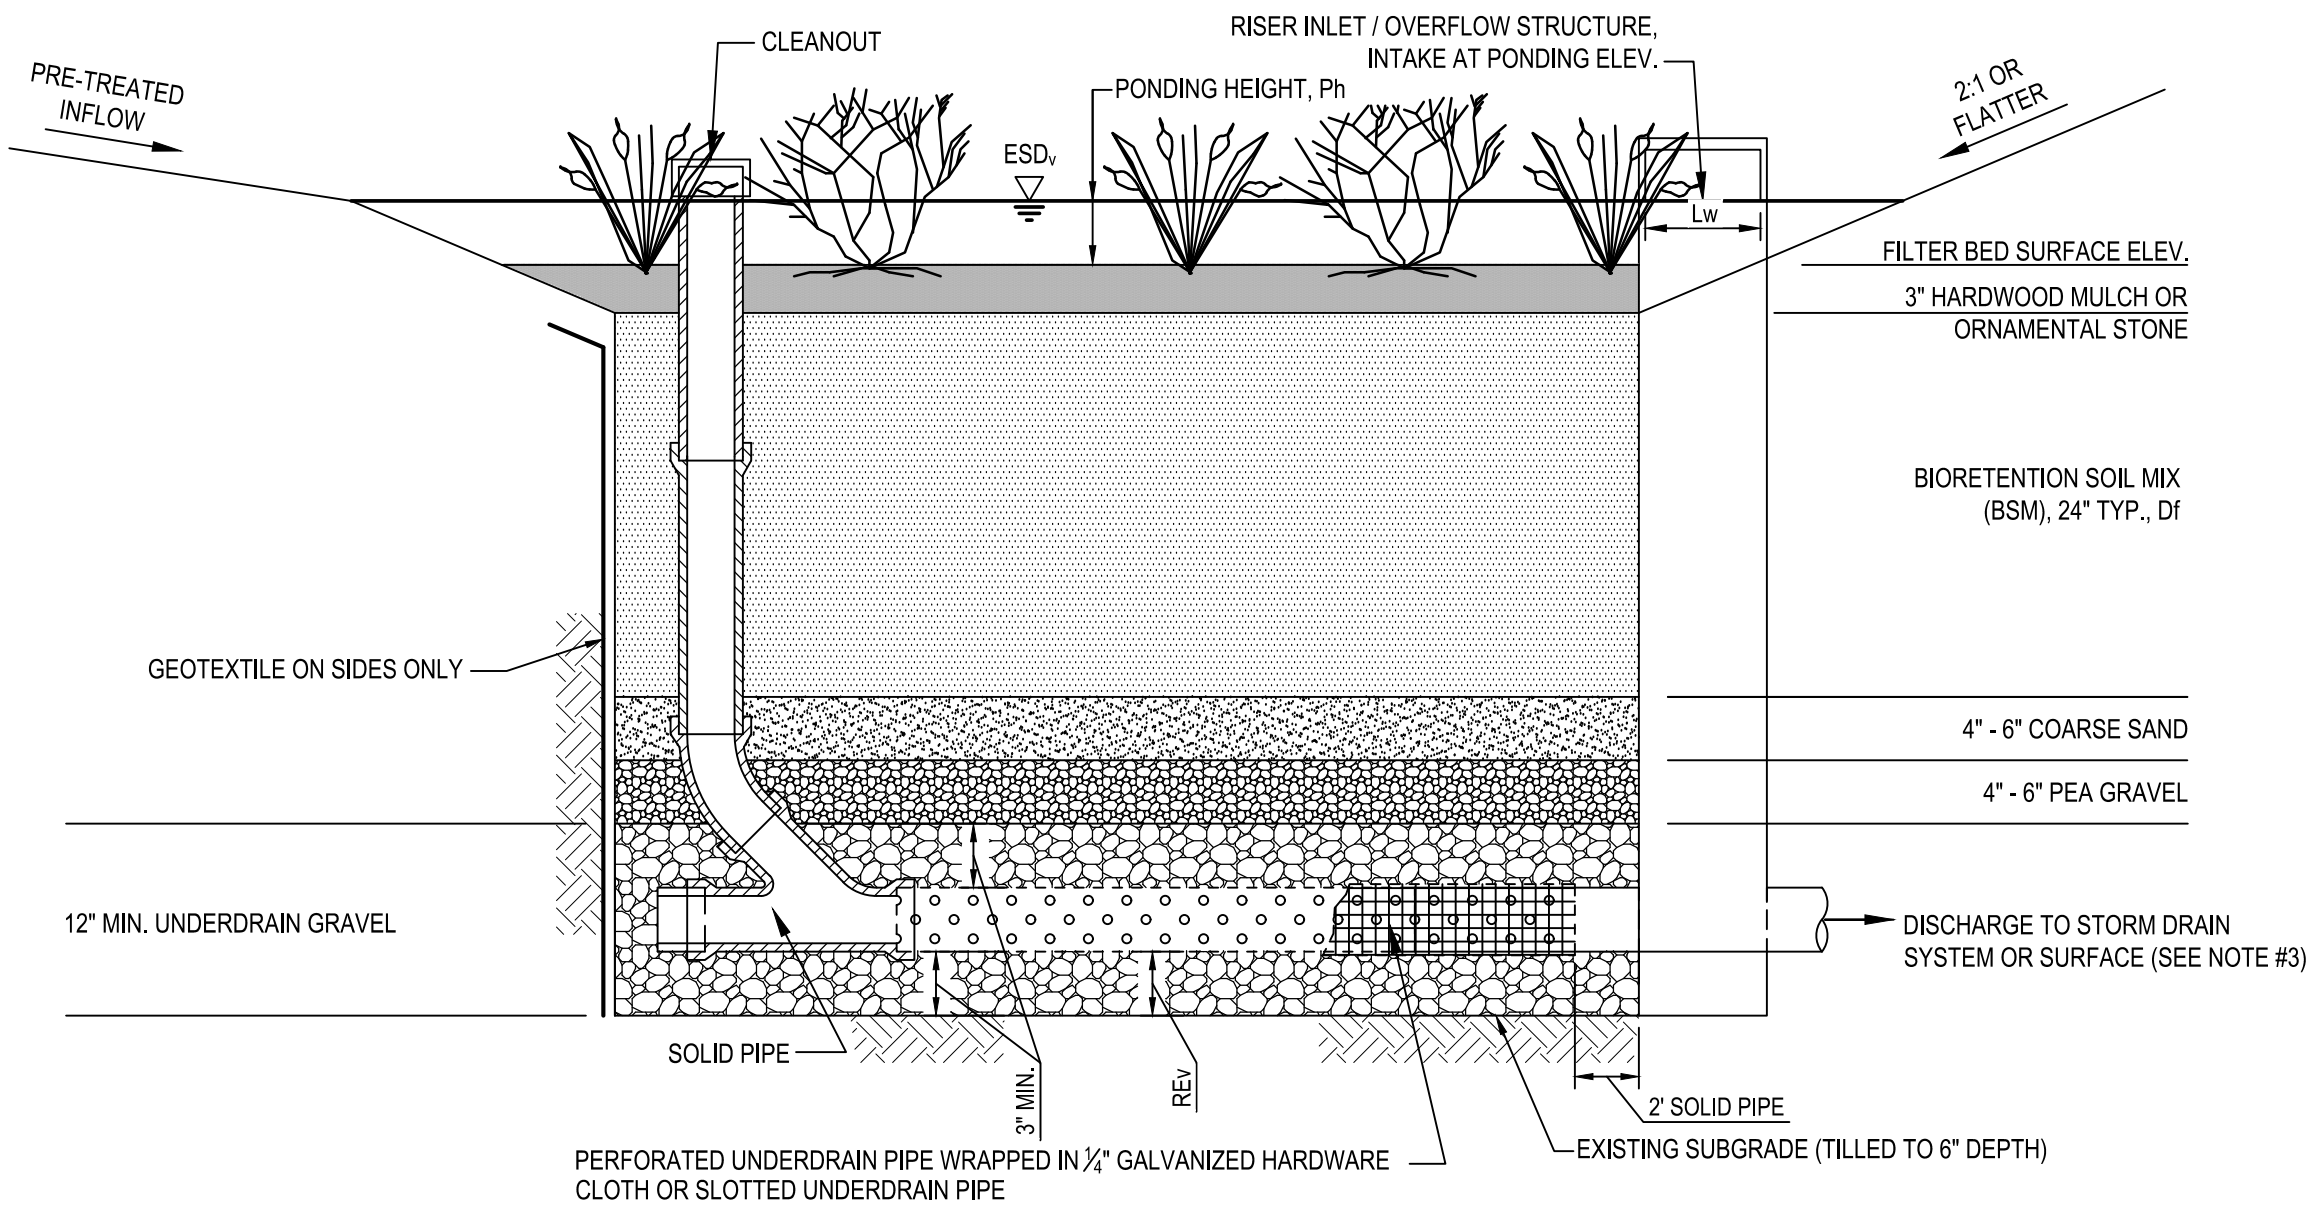 RISER INLET / OVERFLOW STRUCTURE,
INTAKE AT PONDING ELEV.
CLEANOUT
PRE-TREATED
INFLOW
PONDING HEIGHT, Ph
2:1 OR
FLATTER
ESDv
Lw
FILTER BED SURFACE ELEV.
3" HARDWOOD MULCH OR
ORNAMENTAL STONE
BIORETENTION SOIL MIX
(BSM), 24" TYP., Df
GEOTEXTILE ON SIDES ONLY
4" - 6" COARSE SAND
4" - 6" PEA GRAVEL
12" MIN. UNDERDRAIN GRAVEL
DISCHARGE TO STORM DRAIN
SYSTEM OR SURFACE (SEE NOTE #3)
SOLID PIPE
3" MIN.
REv
2' SOLID PIPE
EXISTING SUBGRADE (TILLED TO 6" DEPTH)
PERFORATED UNDERDRAIN PIPE WRAPPED IN ¼" GALVANIZED HARDWARE
CLOTH OR SLOTTED UNDERDRAIN PIPE